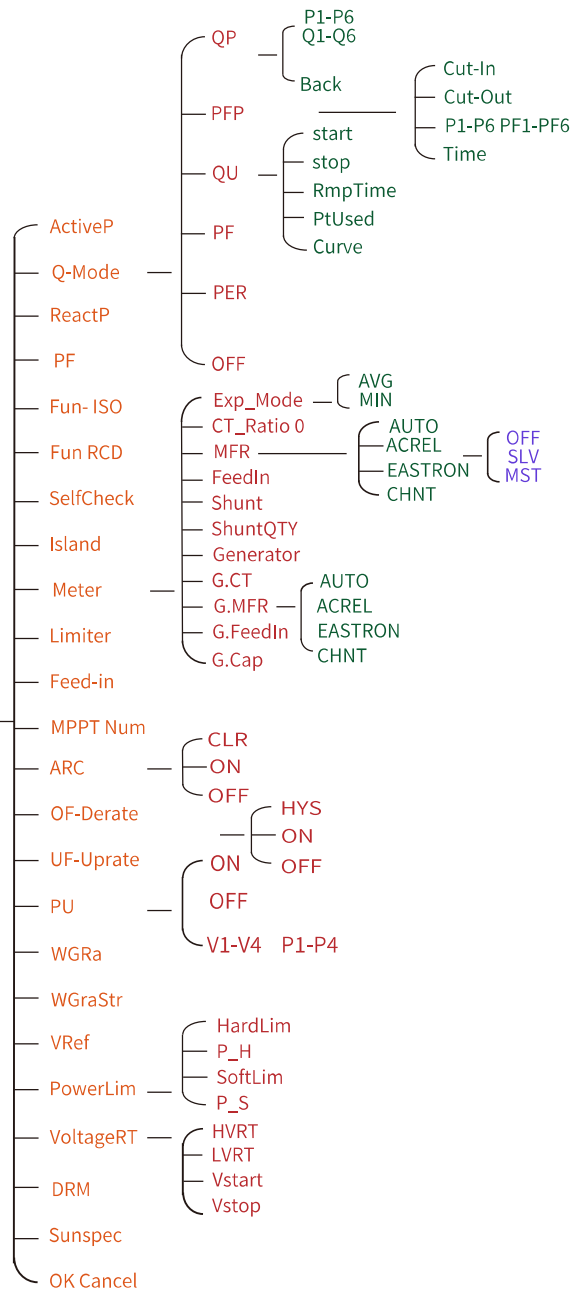 P1-P6
Q1-Q6
QP
Back
Cut-In
Cut-Out
P1-P6 PF1-PF6
Time
PFP
start
stop
QU
RmpTime
PtUsed
Curve
PF
PER
OFF
ActiveP
Q-Mode
ReactP
PF
Fun- ISO
Fun RCD
SelfCheck
Island
Meter
Limiter
Feed-in
MPPT Num
ARC
OF-Derate
UF-Uprate
PU
WGRa
WGraStr
VRef
PowerLim
VoltageRT
DRM
Sunspec
OK Cancel
Exp_Mode
AVG
MIN
CT_Ratio 0
MFR
AUTO
ACREL
EASTRON
CHNT
OFF
SLV
MST
FeedIn
Shunt
ShuntQTY
Generator
G.CT
G.MFR
AUTO
ACREL
EASTRON
CHNT
G.FeedIn
G.Cap
CLR
ON
OFF
HYS
ON
OFF
ON
OFF
V1-V4 P1-P4
HardLim
P_H
SoftLim
P_S
HVRT
LVRT
Vstart
Vstop